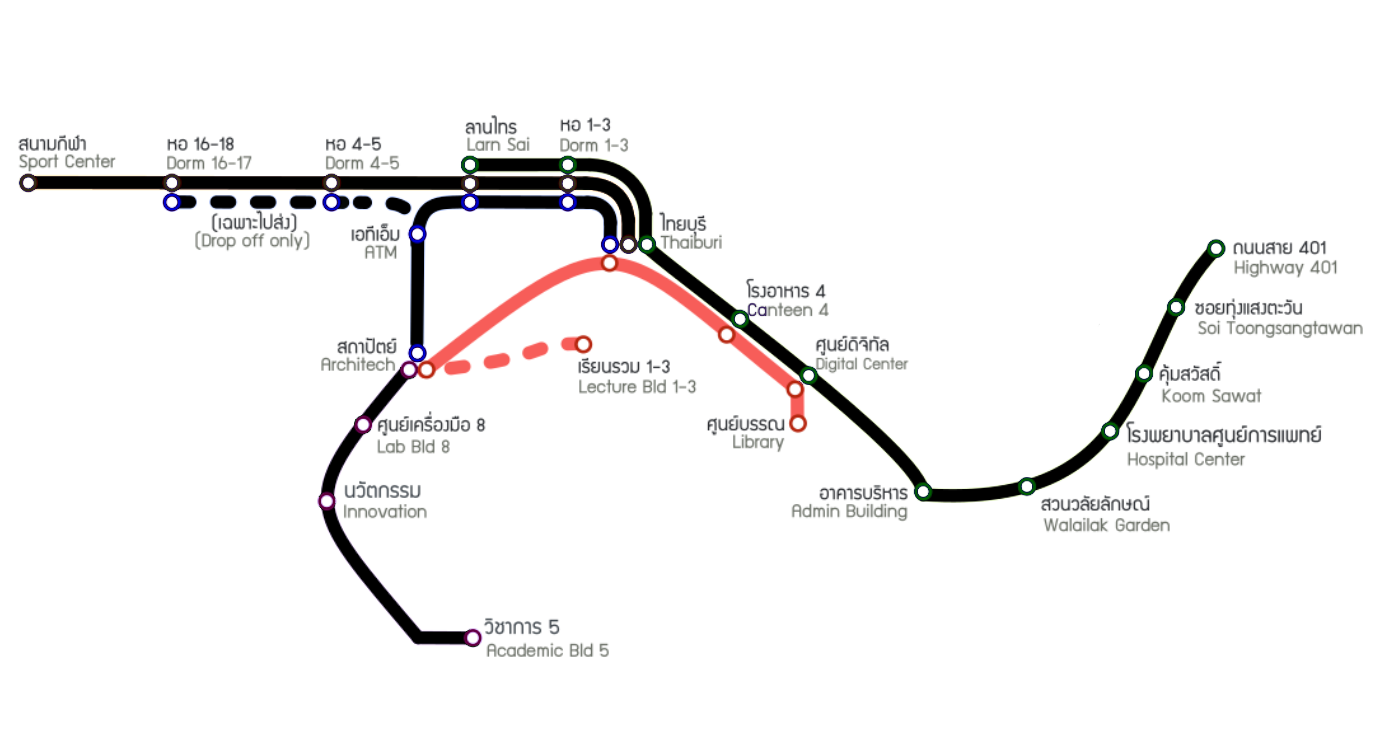 สนามกีฬา
Sport Center
หอ 16-18
Dorm 16-17
หอ 4-5
Dorm 4-5
ลานไทร
Larn Sai
หอ 1-3
Dorm 1-3
(เฉพาะไปส่ง)
(Drop off only)
เอทีเอ็ม
ATM
ไทยบุรี
Thaiburi
ถนนสาย 401
Highway 401
โรงอาหาร 4
Canteen 4
ซอยทุ่งแสงตะวัน
Soi Toongsangtawan
สถาปัตย์
Architech
ศูนย์ดิจิทัล
Digital Center
เรียนรวม 1-3
Lecture Bld 1-3
คุ้มสวัสดิ์
Koom Sawat
ศูนย์เครื่องมือ 8
Lab Bld 8
ศูนย์บรรณ
Library
โรงพยาบาลศูนย์การแพทย์
Hospital Center
นวัตกรรม
Innovation
อาคารบริหาร
Admin Building
สวนวลัยลักษณ์
Walailak Garden
วิชาการ 5
Academic Bld 5